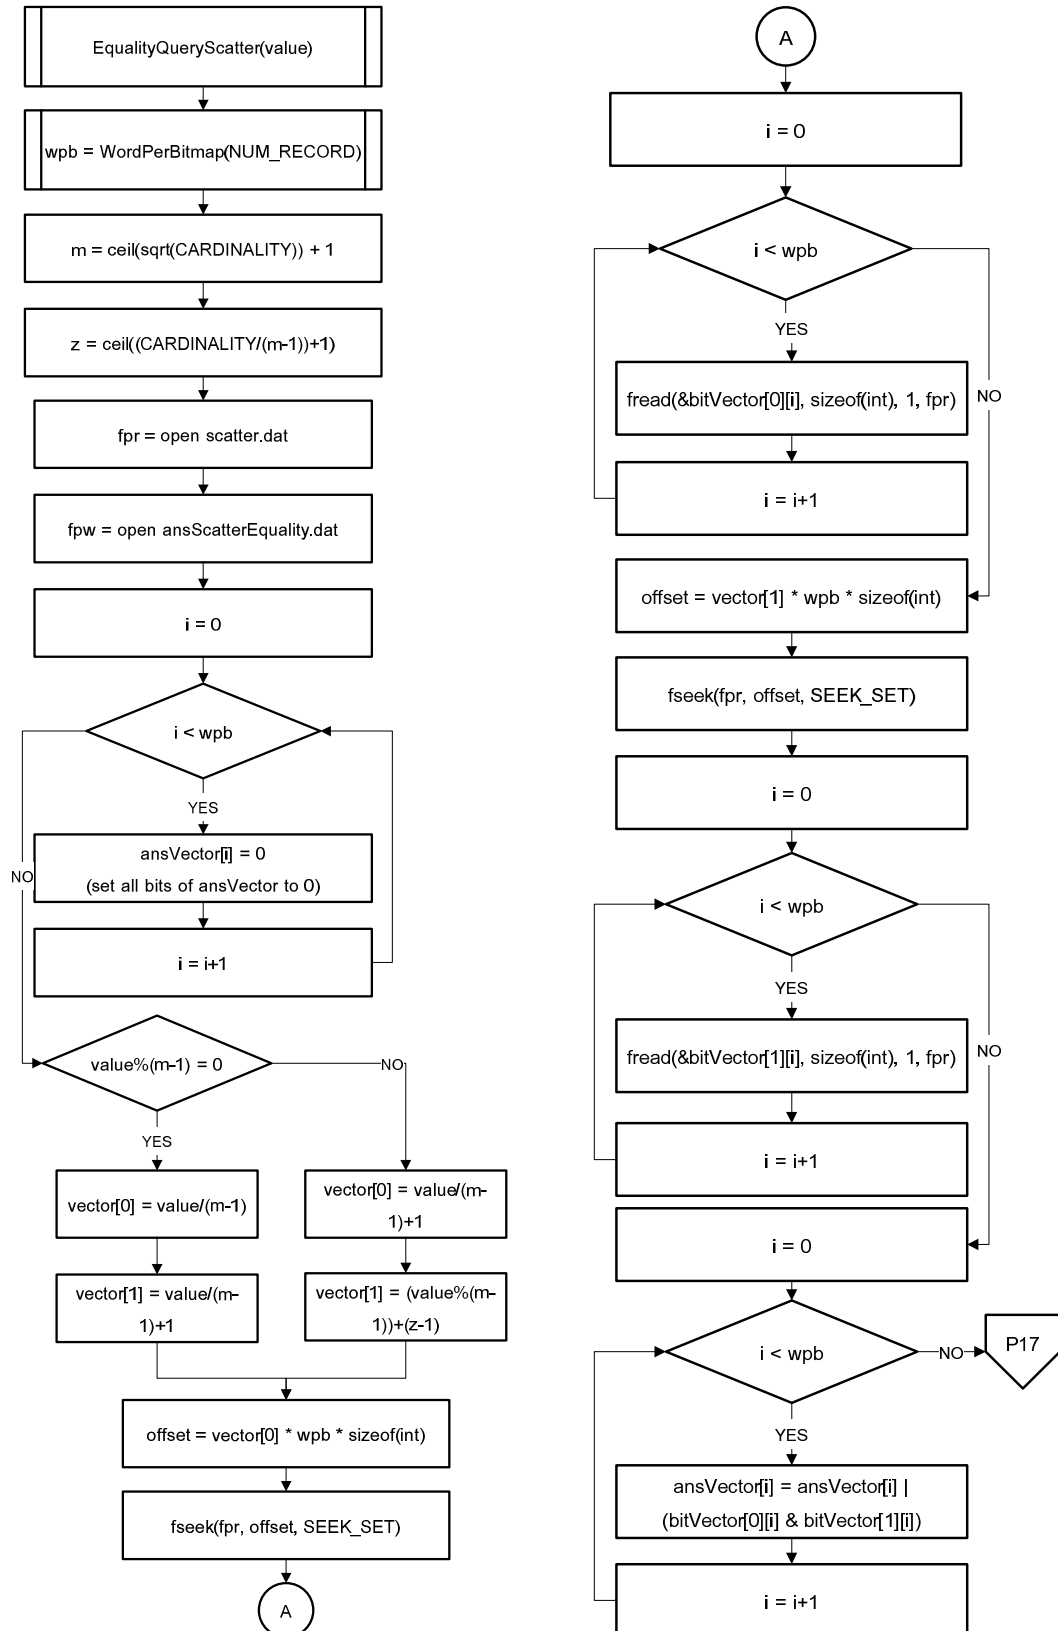 EqualityQueryScatter(value)
wpb = WordPerBitmap(NUM_RECORD)
m = ceil(sqrt(CARDINALITY)) + 1
z = ceil((CARDINALITY/(m-1))+1)
fpr = open scatter.dat
fpw = open ansScatterEquality.dat
i = 0
i < wpb
YES
NO
ansVector[i] = 0
(set all bits of ansVector to 0)
i = i+1
value%(m-1) = 0
NO
YES
vector[0] = value/(m-1)
vector[1] = value/(m-
1)+1
vector[0] = value/(m-
1)+1
vector[1] = (value%(m-
1))+(z-1)
offset = vector[0] * wpb * sizeof(int)
fseek(fpr, offset, SEEK_SET)
A
A
i = 0
i < wpb
YES
NO
fread(&bitVector[0][i], sizeof(int), 1, fpr)
i = i+1
offset = vector[1] * wpb * sizeof(int)
fseek(fpr, offset, SEEK_SET)
i = 0
i < wpb
YES
NO
fread(&bitVector[1][i], sizeof(int), 1, fpr)
i = i+1
i = 0
i < wpb
NO
P17
YES
ansVector[i] = ansVector[i] |
(bitVector[0][i] & bitVector[1][i])
i = i+1